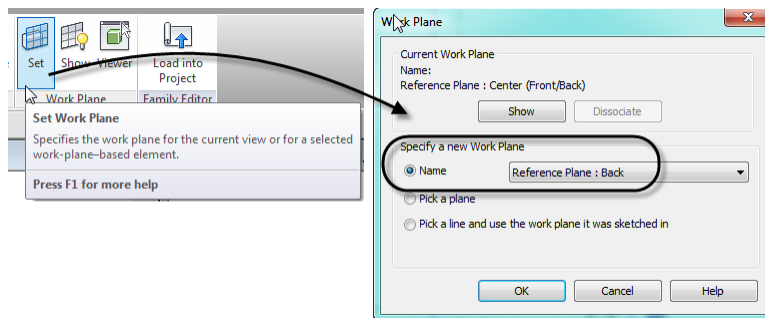 Set
Show
Viewer
Load into
Project
Work Plane
Family Editor
Set Work Plane
Specifies the work plane for the current view or for a selected
work-plane–based element.
Press F1 for more help
Work Plane
Current Work Plane
Name:
Reference Plane : Center (Front/Back)
Show
Dissociate
Specify a new Work Plane
Name
Reference Plane : Back
Pick a plane
Pick a line and use the work plane it was sketched in
OK
Cancel
Help